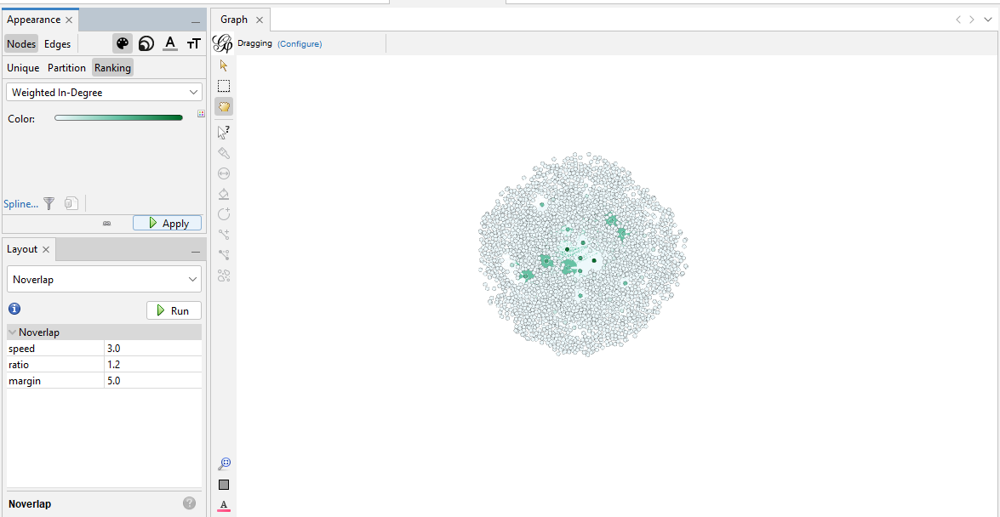 Appearance
Nodes Edges A TT
Unique Partition Ranking
Weighted In-Degree
Color:
Spline...
Apply
Layout
Noverlap
Run
Noverlap
speed 3.0
ratio 1.2
margin 5.0
Noverlap
Graph
Dragging (Configure)
A